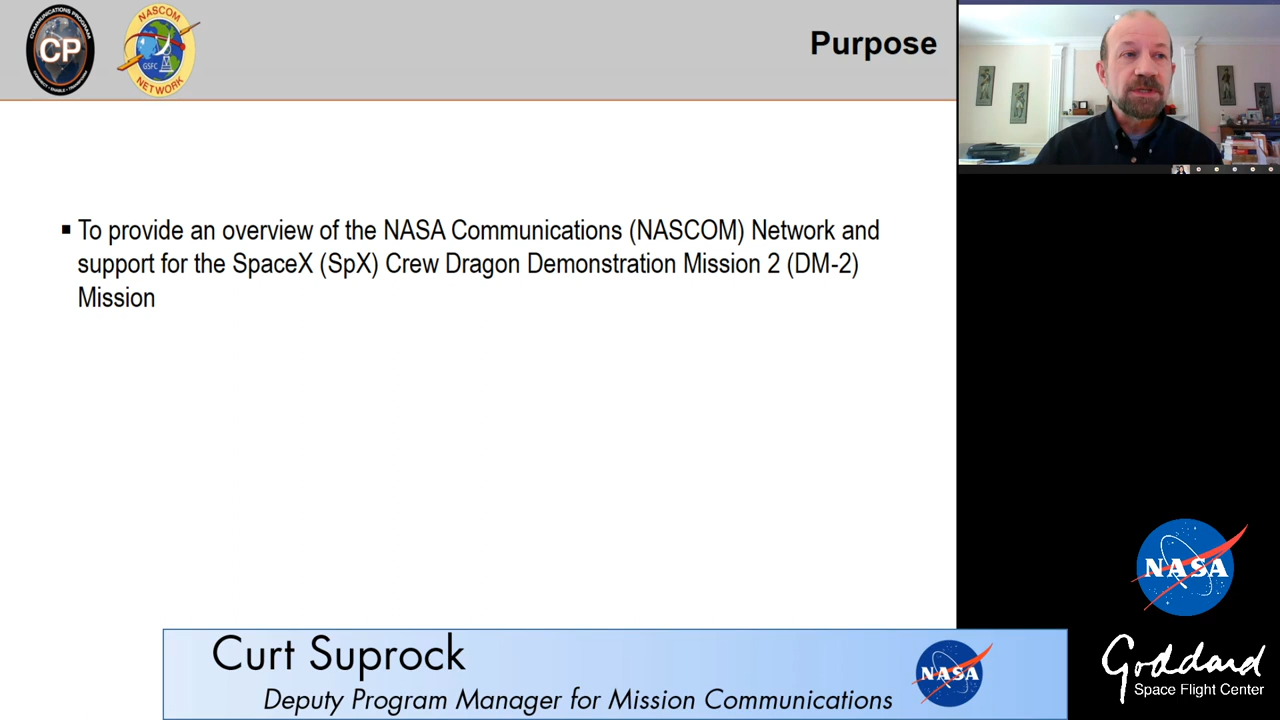 COMMUNICATIONS PROGRAM
CP
NASCOM
GSFC
NETWORK
Purpose
▪ To provide an overview of the NASA Communications (NASCOM) Network and
support for the SpaceX (SpX) Crew Dragon Demonstration Mission 2 (DM-2)
Mission
Curt Suprock
Deputy Program Manager for Mission Communications
NASA
NASA
Goddard
Space Flight Center